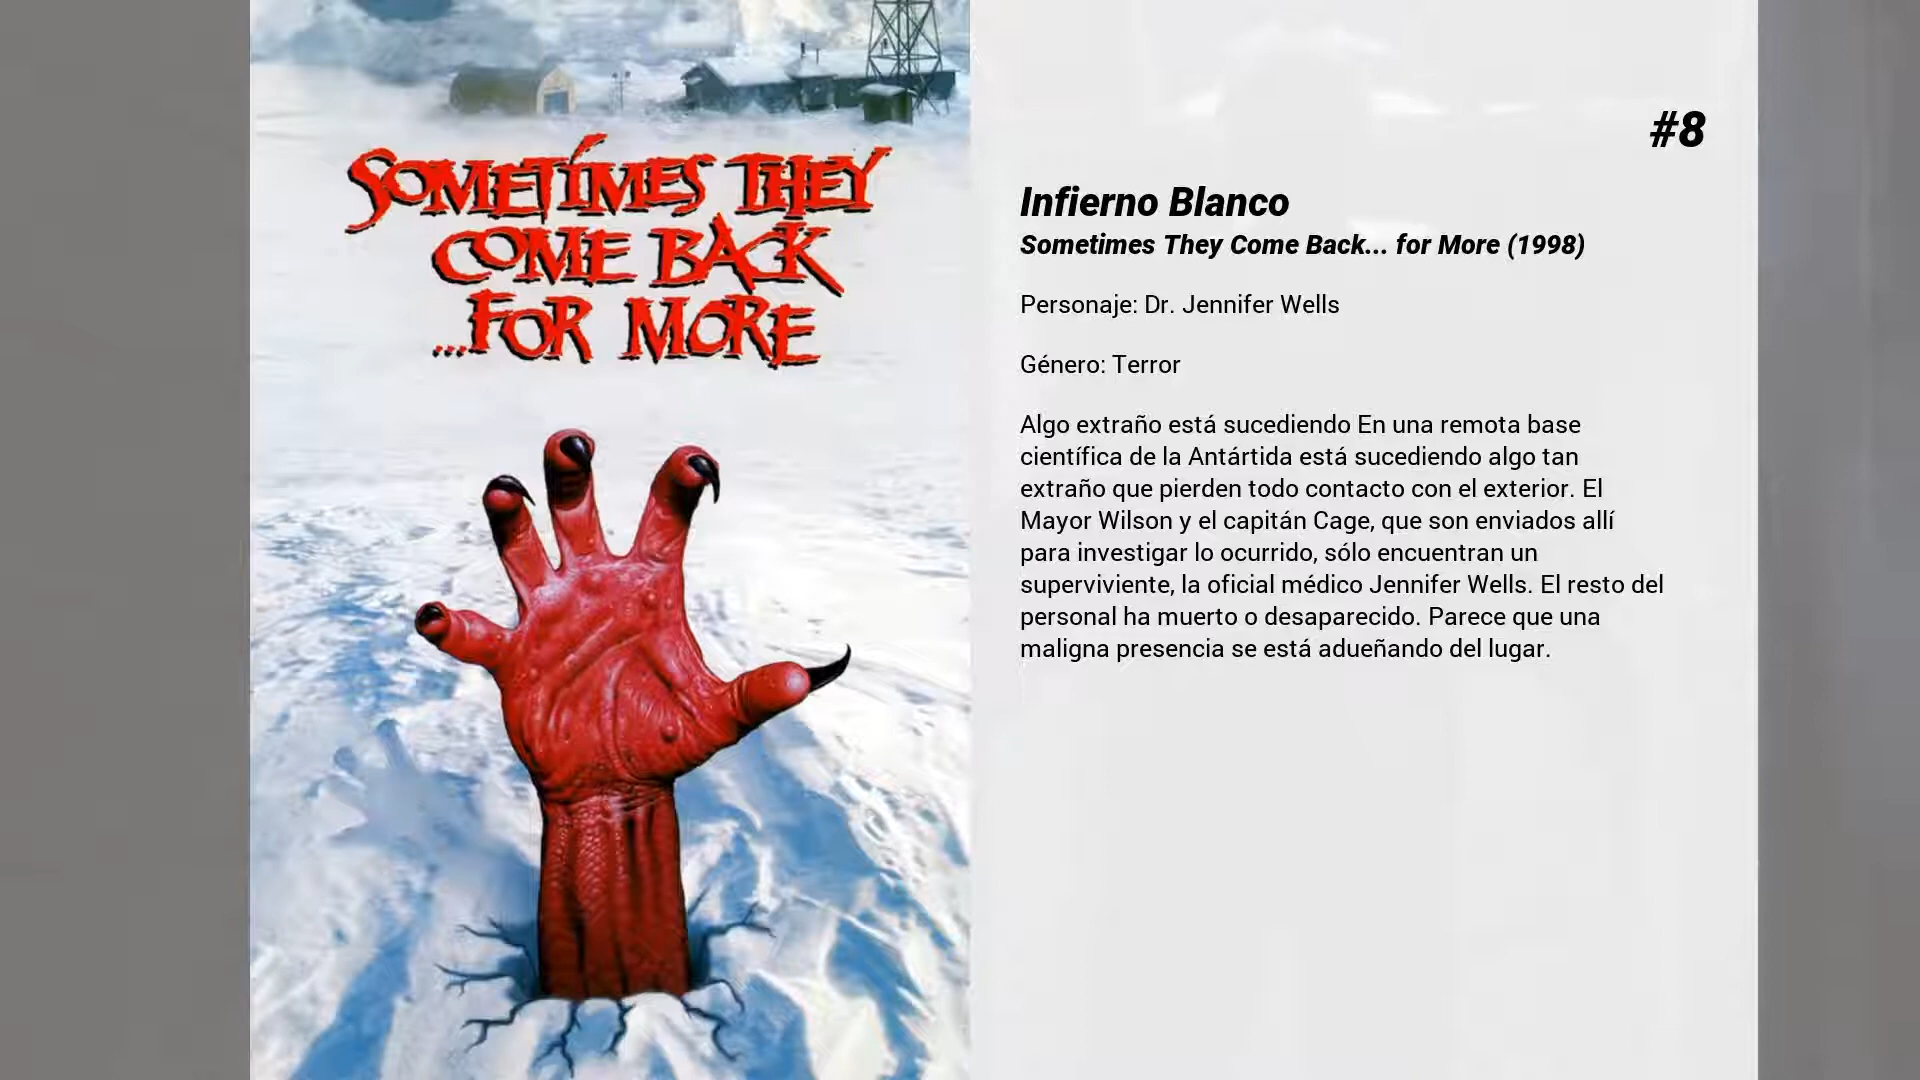 SOMETIMES THEY
COME BACK
...FOR MORE
#8
Infierno Blanco
Sometimes They Come Back... for More (1998)
Personaje: Dr. Jennifer Wells
Género: Terror
Algo extraño está sucediendo En una remota base
científica de la Antártida está sucediendo algo tan
extraño que pierden todo contacto con el exterior. El
Mayor Wilson y el capitán Cage, que son enviados allí
para investigar lo ocurrido, sólo encuentran un
superviviente, la oficial médico Jennifer Wells. El resto del
personal ha muerto o desaparecido. Parece que una
maligna presencia se está adueñando del lugar.